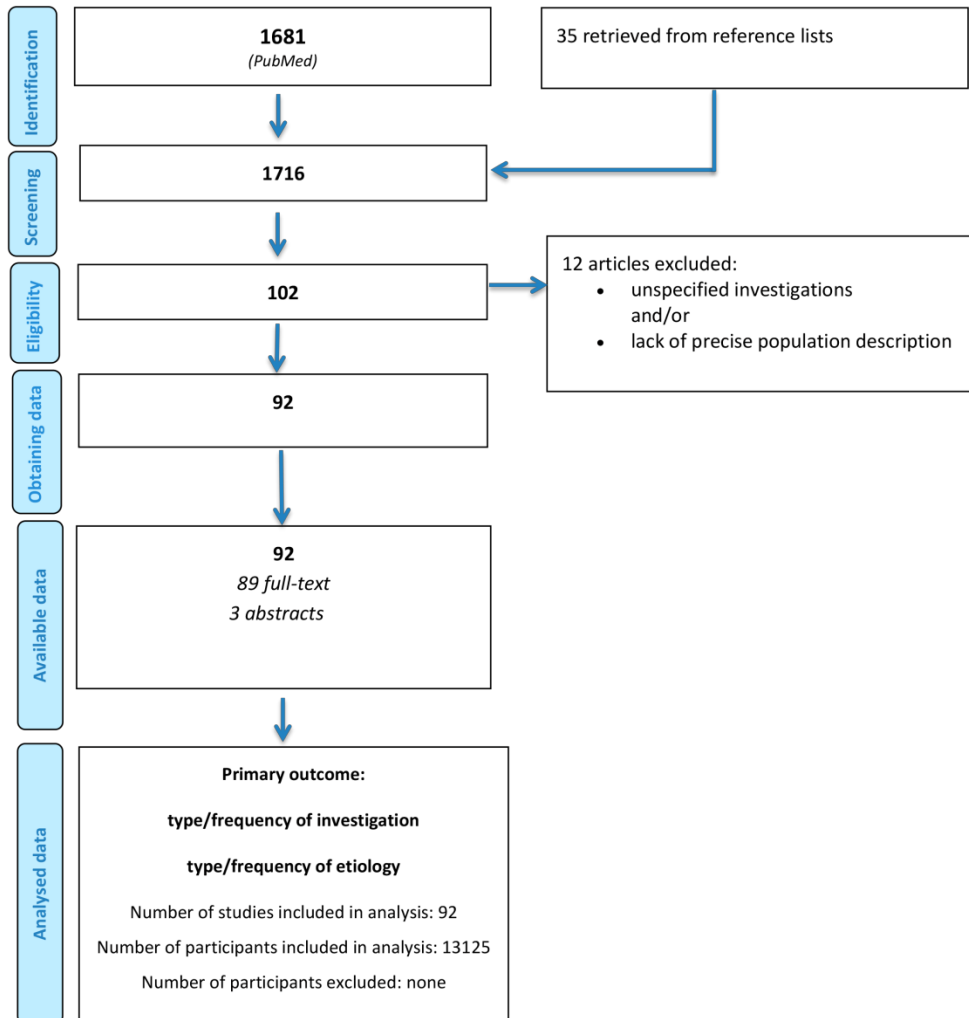 Identification
1681
(PubMed)
35 retrieved from reference lists
Screening
1716
Eligibility
102
12 articles excluded:
• unspecified investigations
and/or
• lack of precise population description
Obtaining data
92
Available data
92
89 full-text
3 abstracts
Analysed data
Primary outcome:
type/frequency of investigation
type/frequency of etiology
Number of studies included in analysis: 92
Number of participants included in analysis: 13125
Number of participants excluded: none